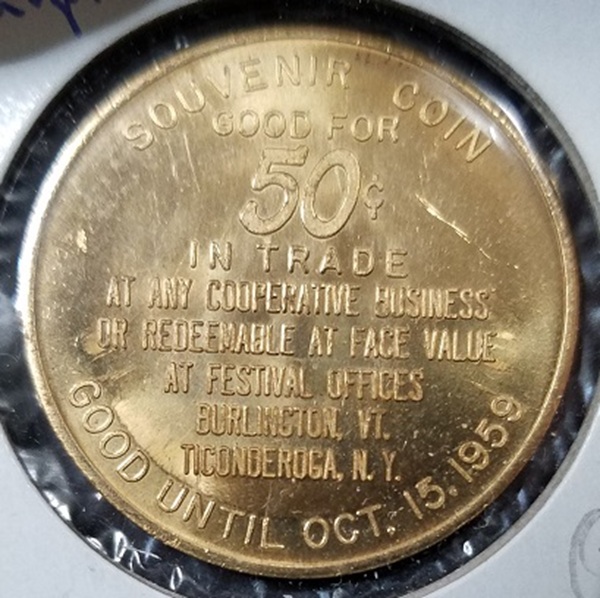 SOUVENIR COIN
GOOD FOR
50¢
IN TRADE
AT ANY COOPERATIVE BUSINESS
OR REDEEMABLE AT FACE VALUE
AT FESTIVAL OFFICES
BURLINGTON, VT.
TICONDEROGA, N.Y.
GOOD UNTIL OCT. 15, 1959